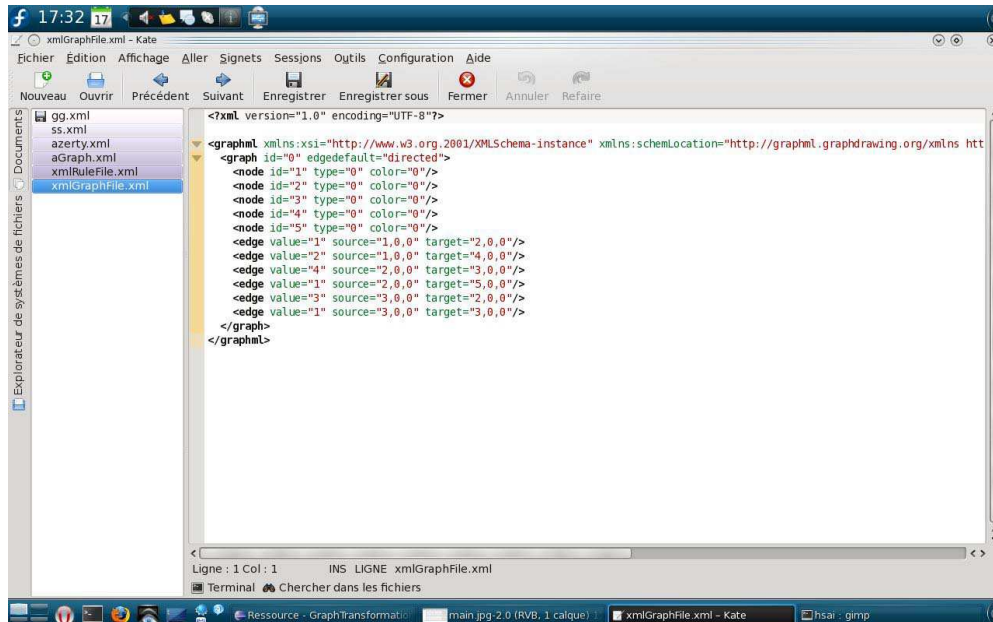 17:32 17
xmlGraphFile.xml – Kate
Fichier Édition Affichage Aller Signets Sessions Outils Configuration Aide
Nouveau Ouvrir Précédent Suivant Enregistrer Enregistrer sous Fermer Annuler Refaire
Documents
Explorateur de systèmes de fichiers
gg.xml
ss.xml
azerty.xml
aGraph.xml
xmlRuleFile.xml
xmlGraphFile.xml
<?xml version="1.0" encoding="UTF-8"?>
<graphml xmlns:xsi="http://www.w3.org.2001/XMLSchema-instance" xmlns:schemLocation="http://graphml.graphdrawing.org/xmlns htt
<graph id="0" edgedefault="directed">
<node id="1" type="0" color="0"/>
<node id="2" type="0" color="0"/>
<node id="3" type="0" color="0"/>
<node id="4" type="0" color="0"/>
<node id="5" type="0" color="0"/>
<edge value="1" source="1,0,0" target="2,0,0"/>
<edge value="2" source="1,0,0" target="4,0,0"/>
<edge value="4" source="2,0,0" target="3,0,0"/>
<edge value="1" source="2,0,0" target="5,0,0"/>
<edge value="3" source="3,0,0" target="2,0,0"/>
<edge value="1" source="3,0,0" target="3,0,0"/>
</graph>
</graphml>
Ligne : 1 Col : 1 INS LIGNE xmlGraphFile.xml
Terminal Chercher dans les fichiers
Ressource - GraphTransformatio main.jpg-2.0 (RVB, 1 calque) xmlGraphFile.xml – Kate hsai : gimp